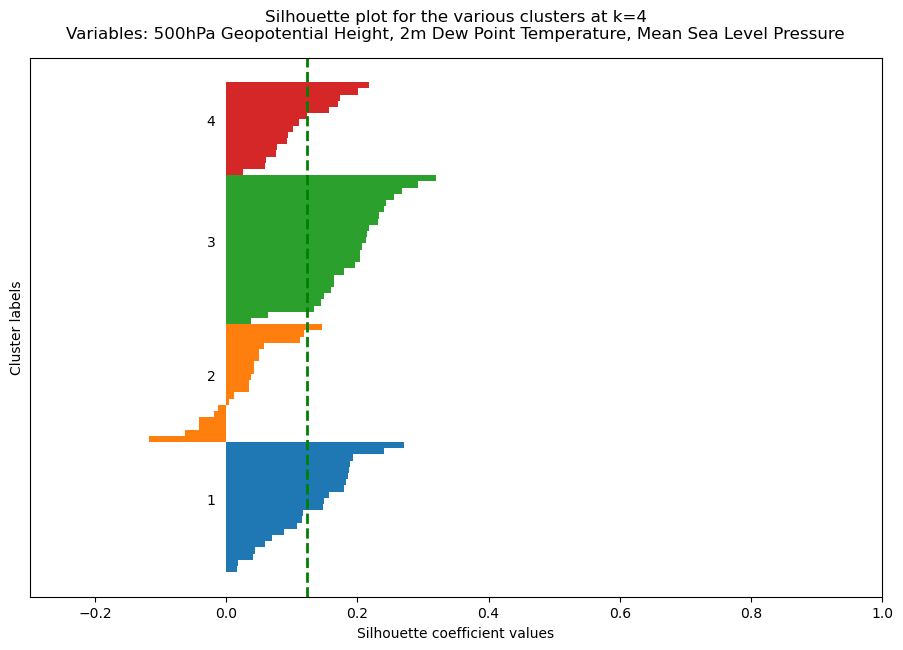 Silhouette plot for the various clusters at k=4
Variables: 500hPa Geopotential Height, 2m Dew Point Temperature, Mean Sea Level Pressure
Cluster labels
4
3
2
1
−0.2 0.0 0.2 0.4 0.6 0.8 1.0
Silhouette coefficient values